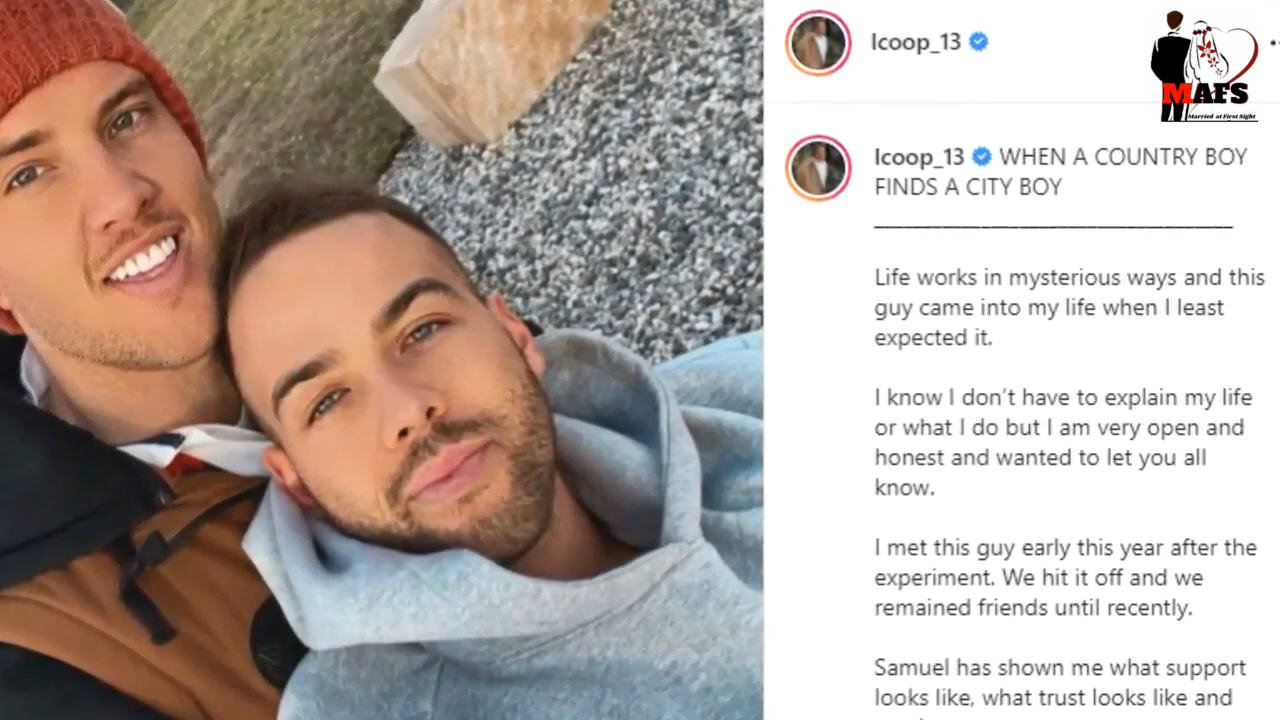 lcoop_13
MAFS
Married at First Sight
lcoop_13 WHEN A COUNTRY BOY
FINDS A CITY BOY
Life works in mysterious ways and this
guy came into my life when I least
expected it.
I know I don’t have to explain my life
or what I do but I am very open and
honest and wanted to let you all
know.
I met this guy early this year after the
experiment. We hit it off and we
remained friends until recently.
Samuel has shown me what support
looks like, what trust looks like and